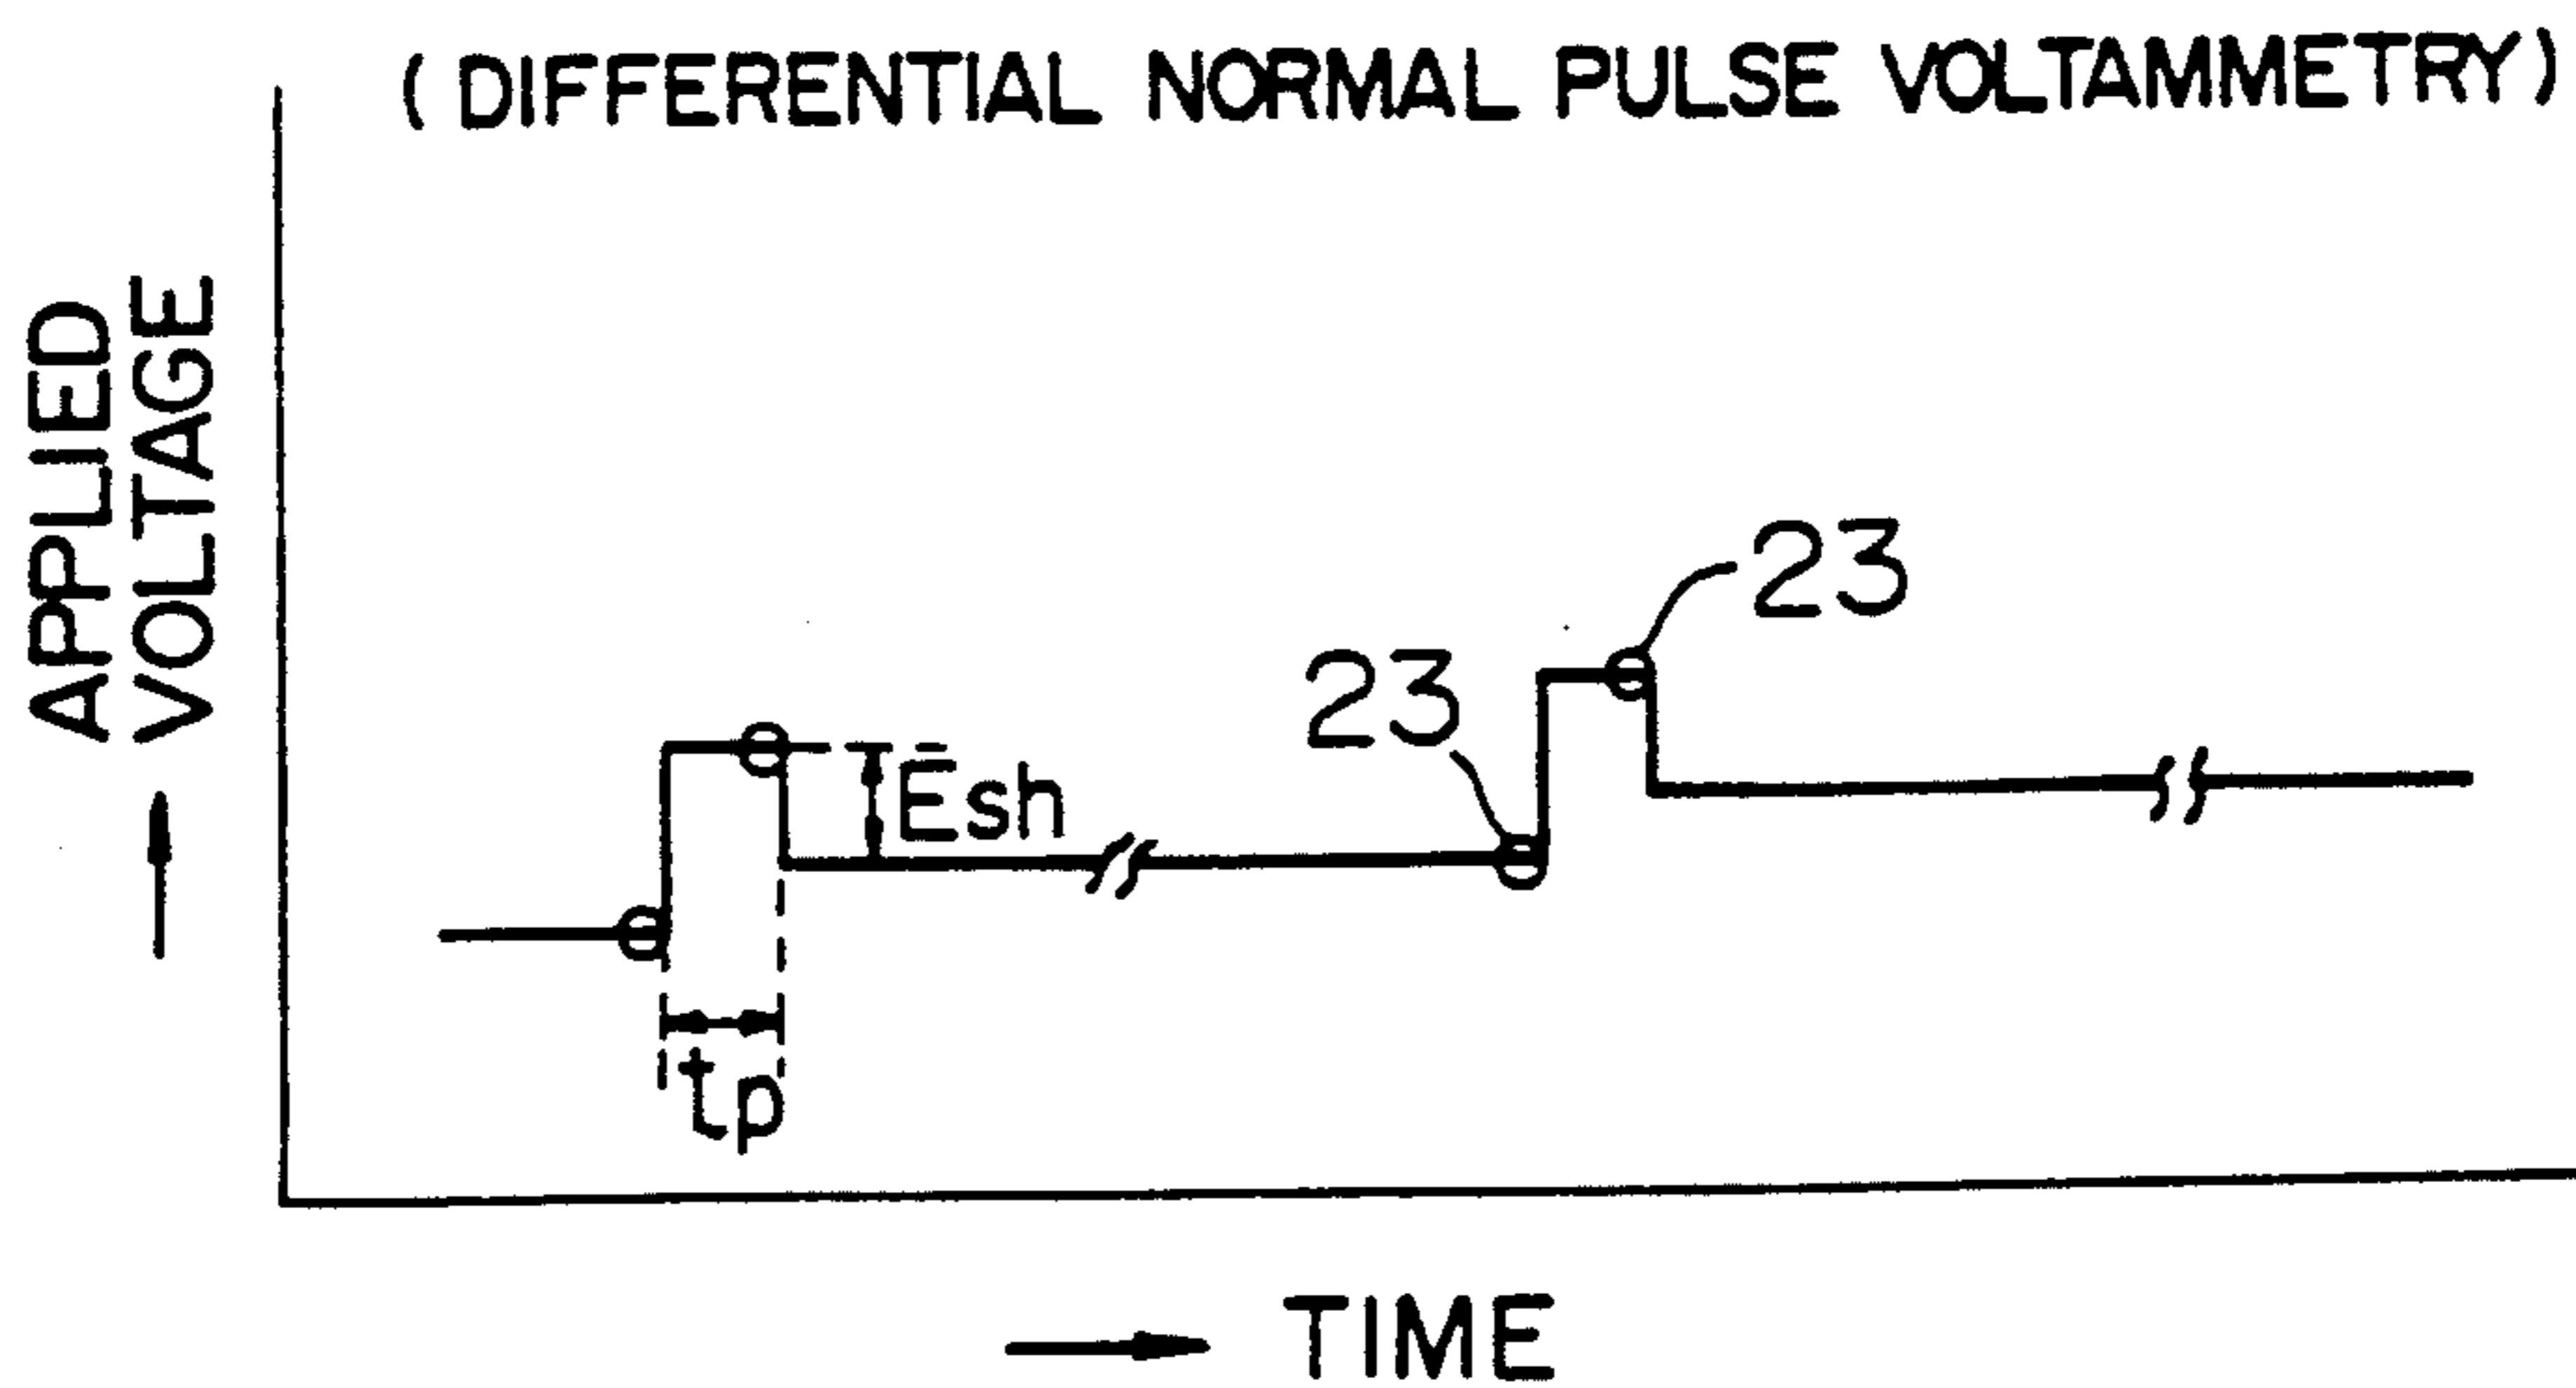 (DIFFERENTIAL NORMAL PULSE VOLTAMMETRY)
APPLIED
VOLTAGE
23
23
Esh
tp
TIME